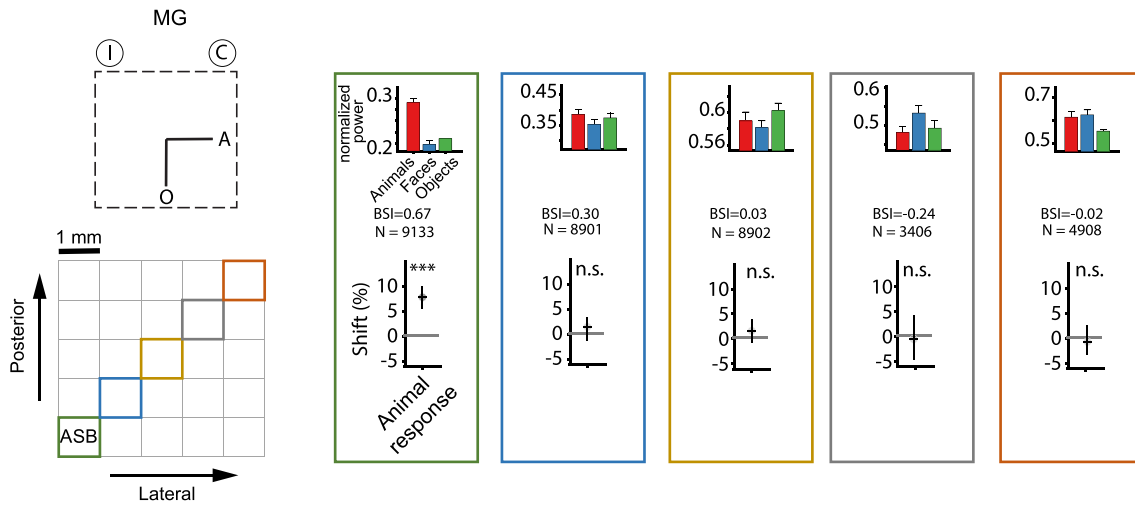 MG
I
C
A
O
1 mm
Posterior
ASB
Lateral
normalized
power
0.3
0.2
Animals
Faces
Objects
BSI=0.67
N = 9133
Shift (%)
10
5
0
-5
***
Animal
response
0.45
0.35
BSI=0.30
N = 8901
10
5
0
-5
n.s.
0.6
0.56
BSI=0.03
N = 8902
10
5
0
-5
n.s.
0.6
0.5
BSI=-0.24
N = 3406
10
5
0
-5
n.s.
0.7
0.5
BSI=-0.02
N = 4908
10
5
0
-5
n.s.